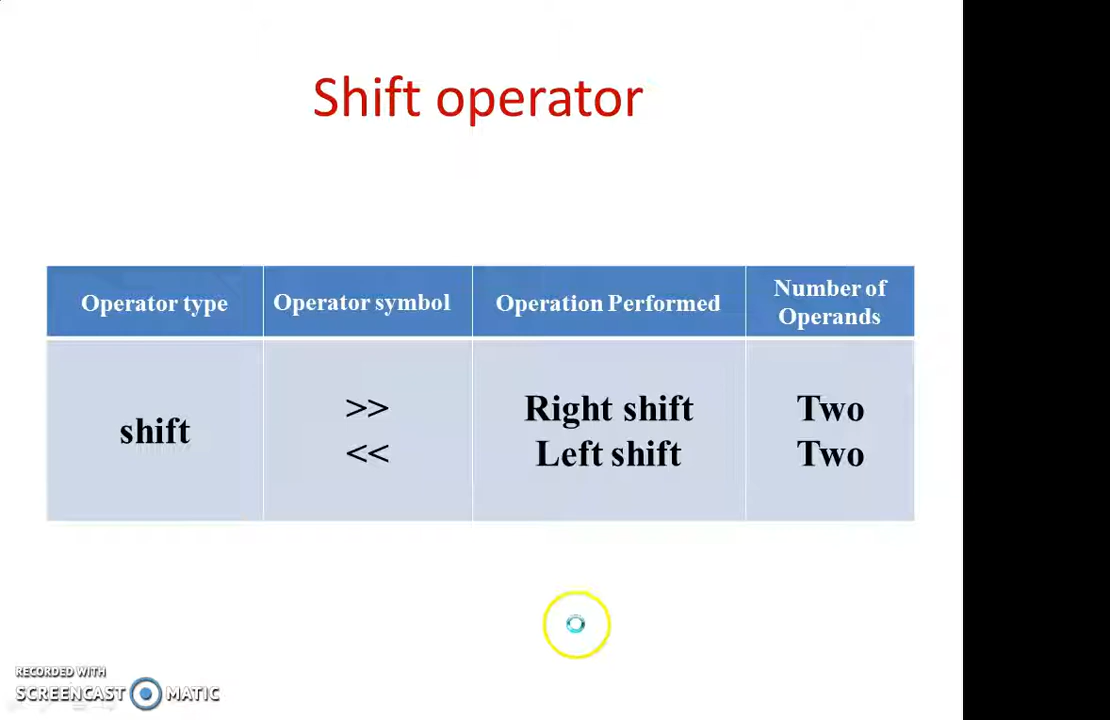 Shift operator
Operator type
Operator symbol
Operation Performed
Number of
Operands
shift
>>
<<
Right shift
Left shift
Two
Two
RECORDED WITH
SCREENCAST MATIC